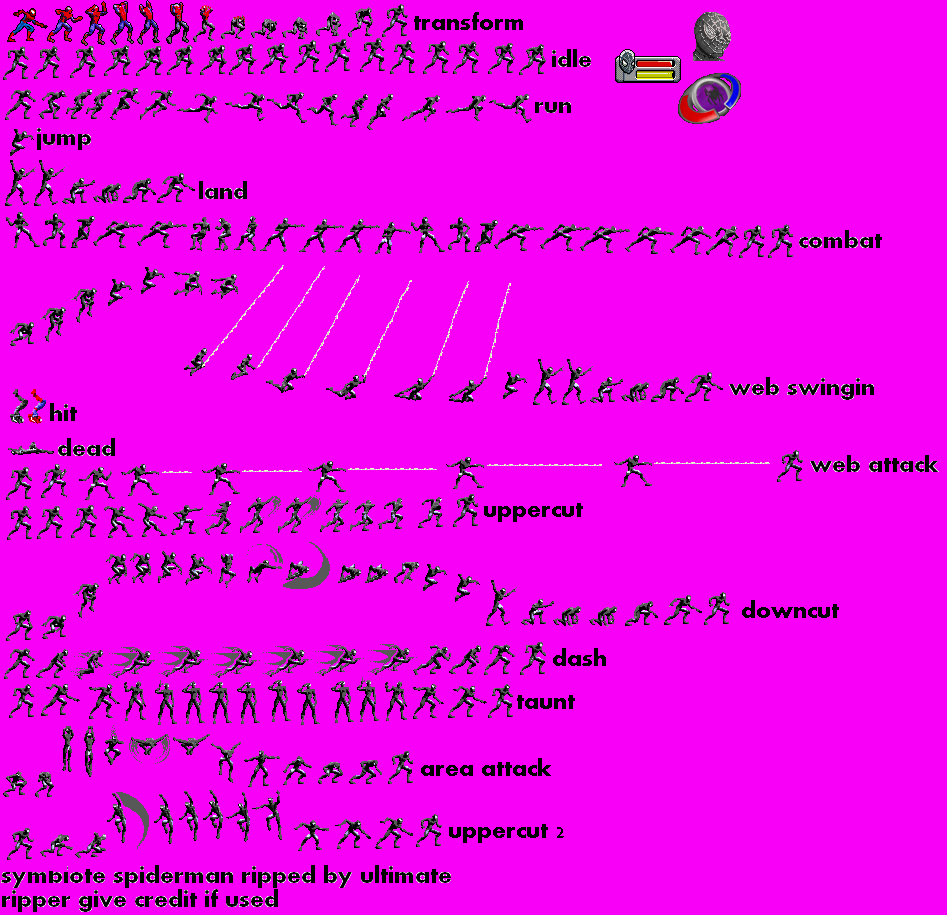 transform
idle
run
jump
land
combat
web swingin
hit
dead
web attack
uppercut
downcut
dash
taunt
area attack
uppercut 2
symbiote spiderman ripped by ultimate
ripper give credit if used